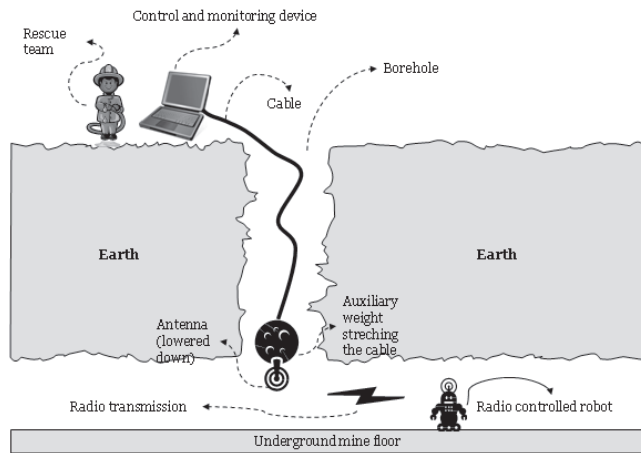 Control and monitoring device
Rescue
team
Borehole
Cable
Earth
Earth
Antenna
(lowered
down)
Auxiliary
weight
streching
the cable
Radio transmission
Radio controlled robot
Underground mine floor